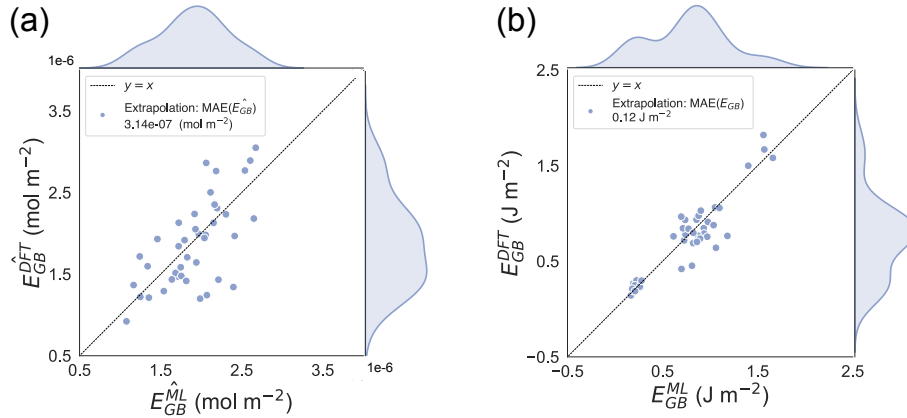 (a)
1e-6
y = x
Extrapolation: MAE(E_GB^)
3.14e-07 (mol m−2)
3.5
2.5
1.5
0.5
Ê_GB^DFT (mol m−2)
0.5
1.5
2.5
3.5
1e-6
Ê_GB^ML (mol m−2)
(b)
y = x
Extrapolation: MAE(E_GB)
0.12 J m−2
2.5
1.5
0.5
−0.5
E_GB^DFT (J m−2)
−0.5
0.5
1.5
2.5
E_GB^ML (J m−2)